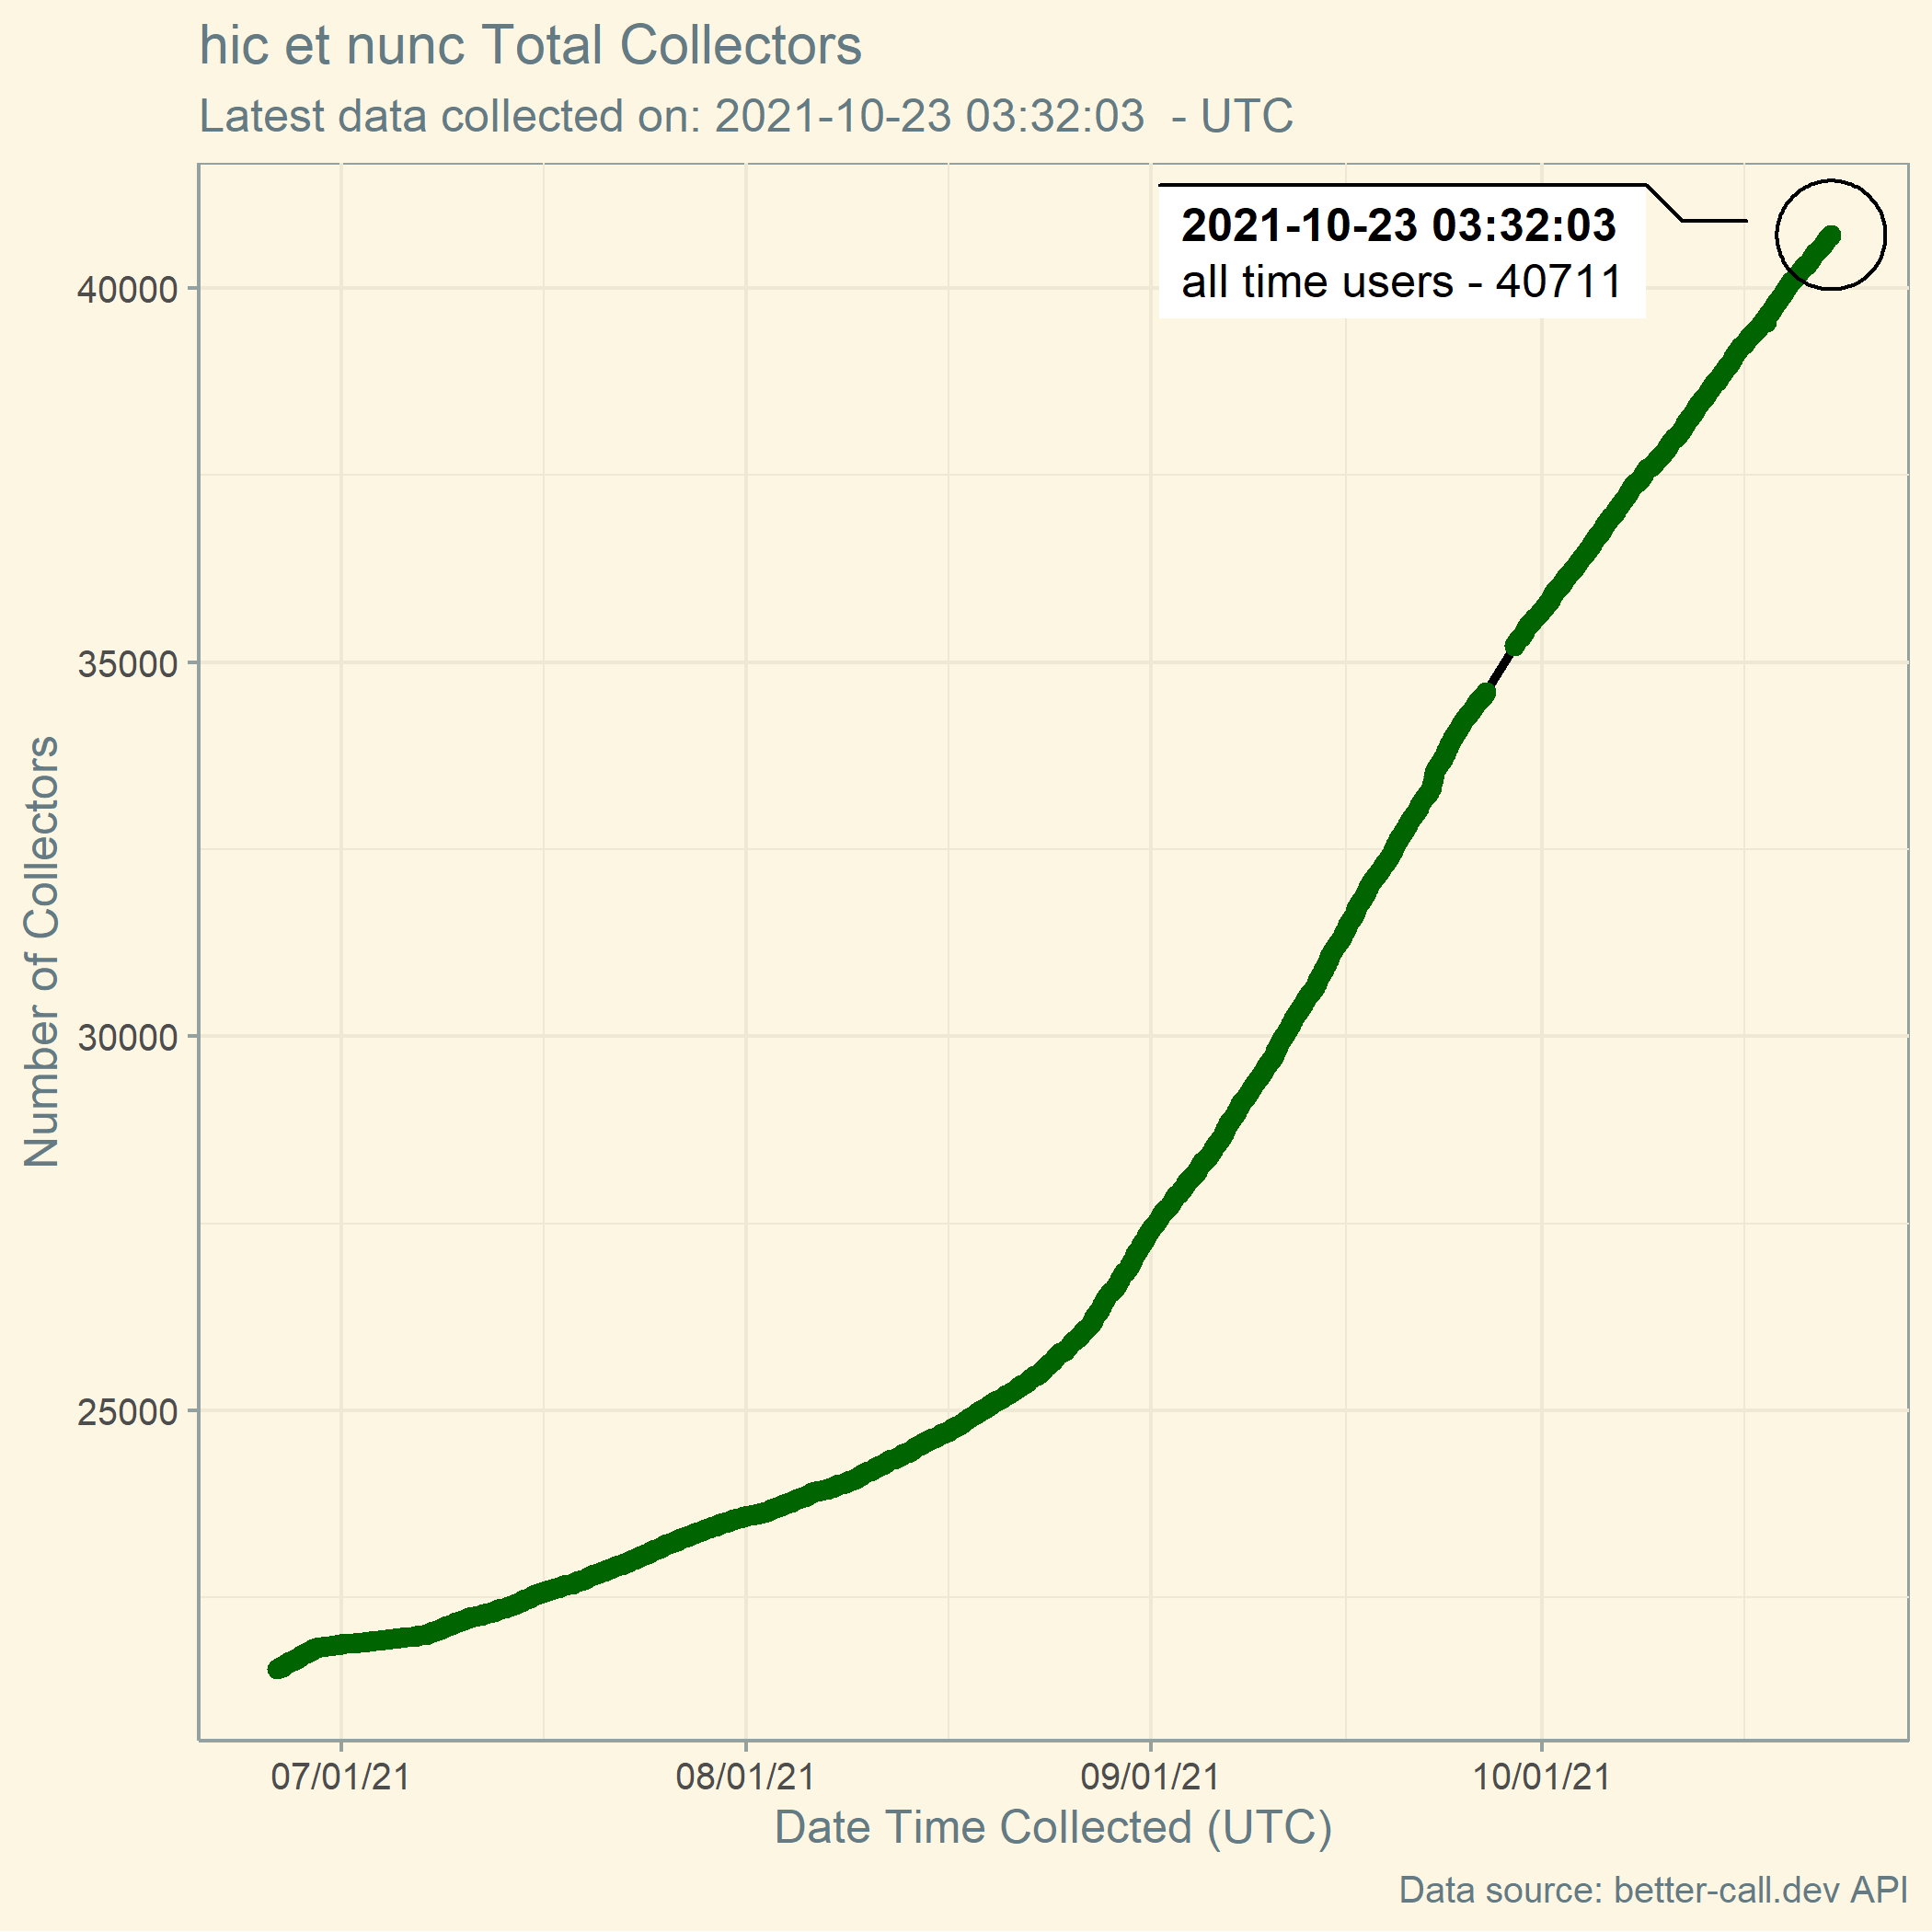 hic et nunc Total Collectors
Latest data collected on: 2021-10-23 03:32:03  - UTC
2021-10-23 03:32:03
all time users - 40711
40000
35000
30000
25000
Number of Collectors
07/01/21
08/01/21
09/01/21
10/01/21
Date Time Collected (UTC)
Data source: better-call.dev API